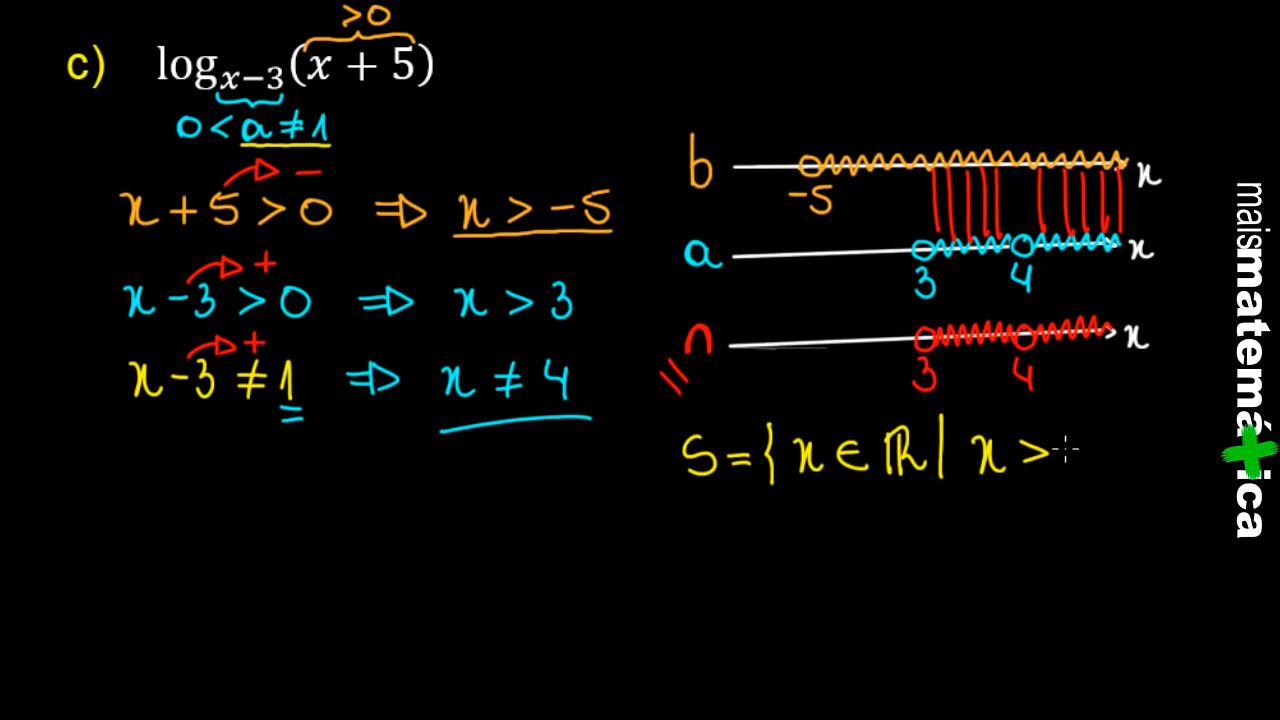 > 0
c) log_{x−3}(x + 5)
0 < a ≠ 1
−
x + 5 > 0 ⇒ x > −5
+
x − 3 > 0 ⇒ x > 3
+
x − 3 ≠ 1 ⇒ x ≠ 4
b x
−5
a x
3 4
∩ x
3 4
S = { x ∈ ℝ | x >
maismatemática